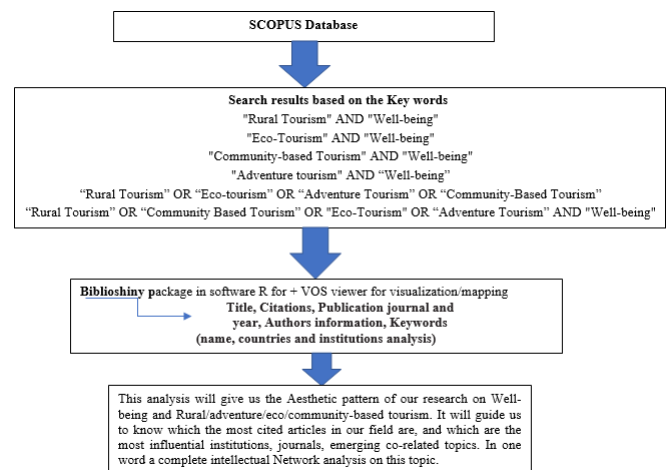 SCOPUS Database
Search results based on the Key words
"Rural Tourism" AND "Well-being"
"Eco-Tourism" AND "Well-being"
"Community-based Tourism" AND "Well-being"
"Adventure tourism" AND “Well-being”
“Rural Tourism” OR “Eco-tourism” OR “Adventure Tourism” OR “Community-Based Tourism”
“Rural Tourism” OR “Community Based Tourism” OR "Eco-Tourism" OR “Adventure Tourism” AND "Well-being"
Biblioshiny package in software R for + VOS viewer for visualization/mapping
Title, Citations, Publication journal and
year, Authors information, Keywords
(name, countries and institutions analysis)
This analysis will give us the Aesthetic pattern of our research on Well-
being and Rural/adventure/eco/community-based tourism. It will guide us
to know which the most cited articles in our field are, and which are the
most influential institutions, journals, emerging co-related topics. In one
word a complete intellectual Network analysis on this topic.